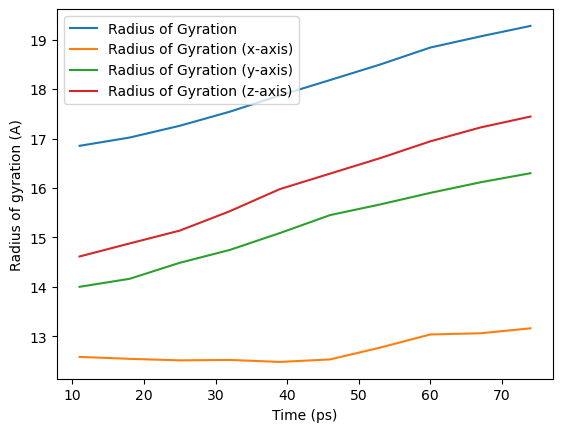 Radius of Gyration
Radius of Gyration (x-axis)
Radius of Gyration (y-axis)
Radius of Gyration (z-axis)
Radius of gyration (A)
19
18
17
16
15
14
13
10 20 30 40 50 60 70
Time (ps)